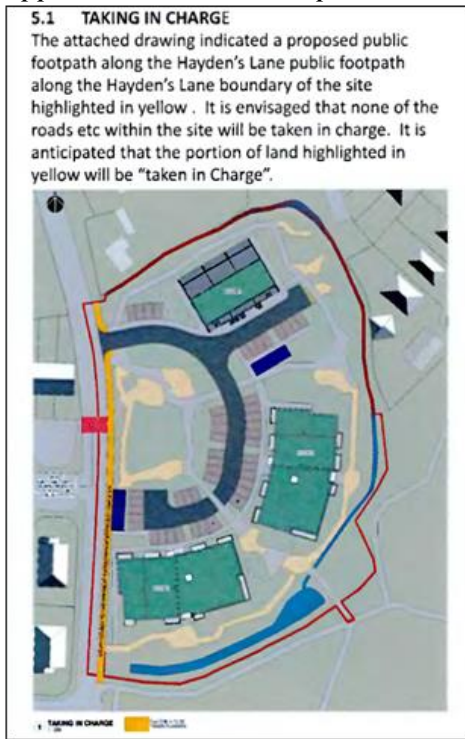 5.1 TAKING IN CHARGE
The attached drawing indicated a proposed public
footpath along the Hayden's Lane public footpath
along the Hayden's Lane boundary of the site
highlighted in yellow . It is envisaged that none of the
roads etc within the site will be taken in charge. It is
anticipated that the portion of land highlighted in
yellow will be "taken in Charge".
TAKING IN CHARGE